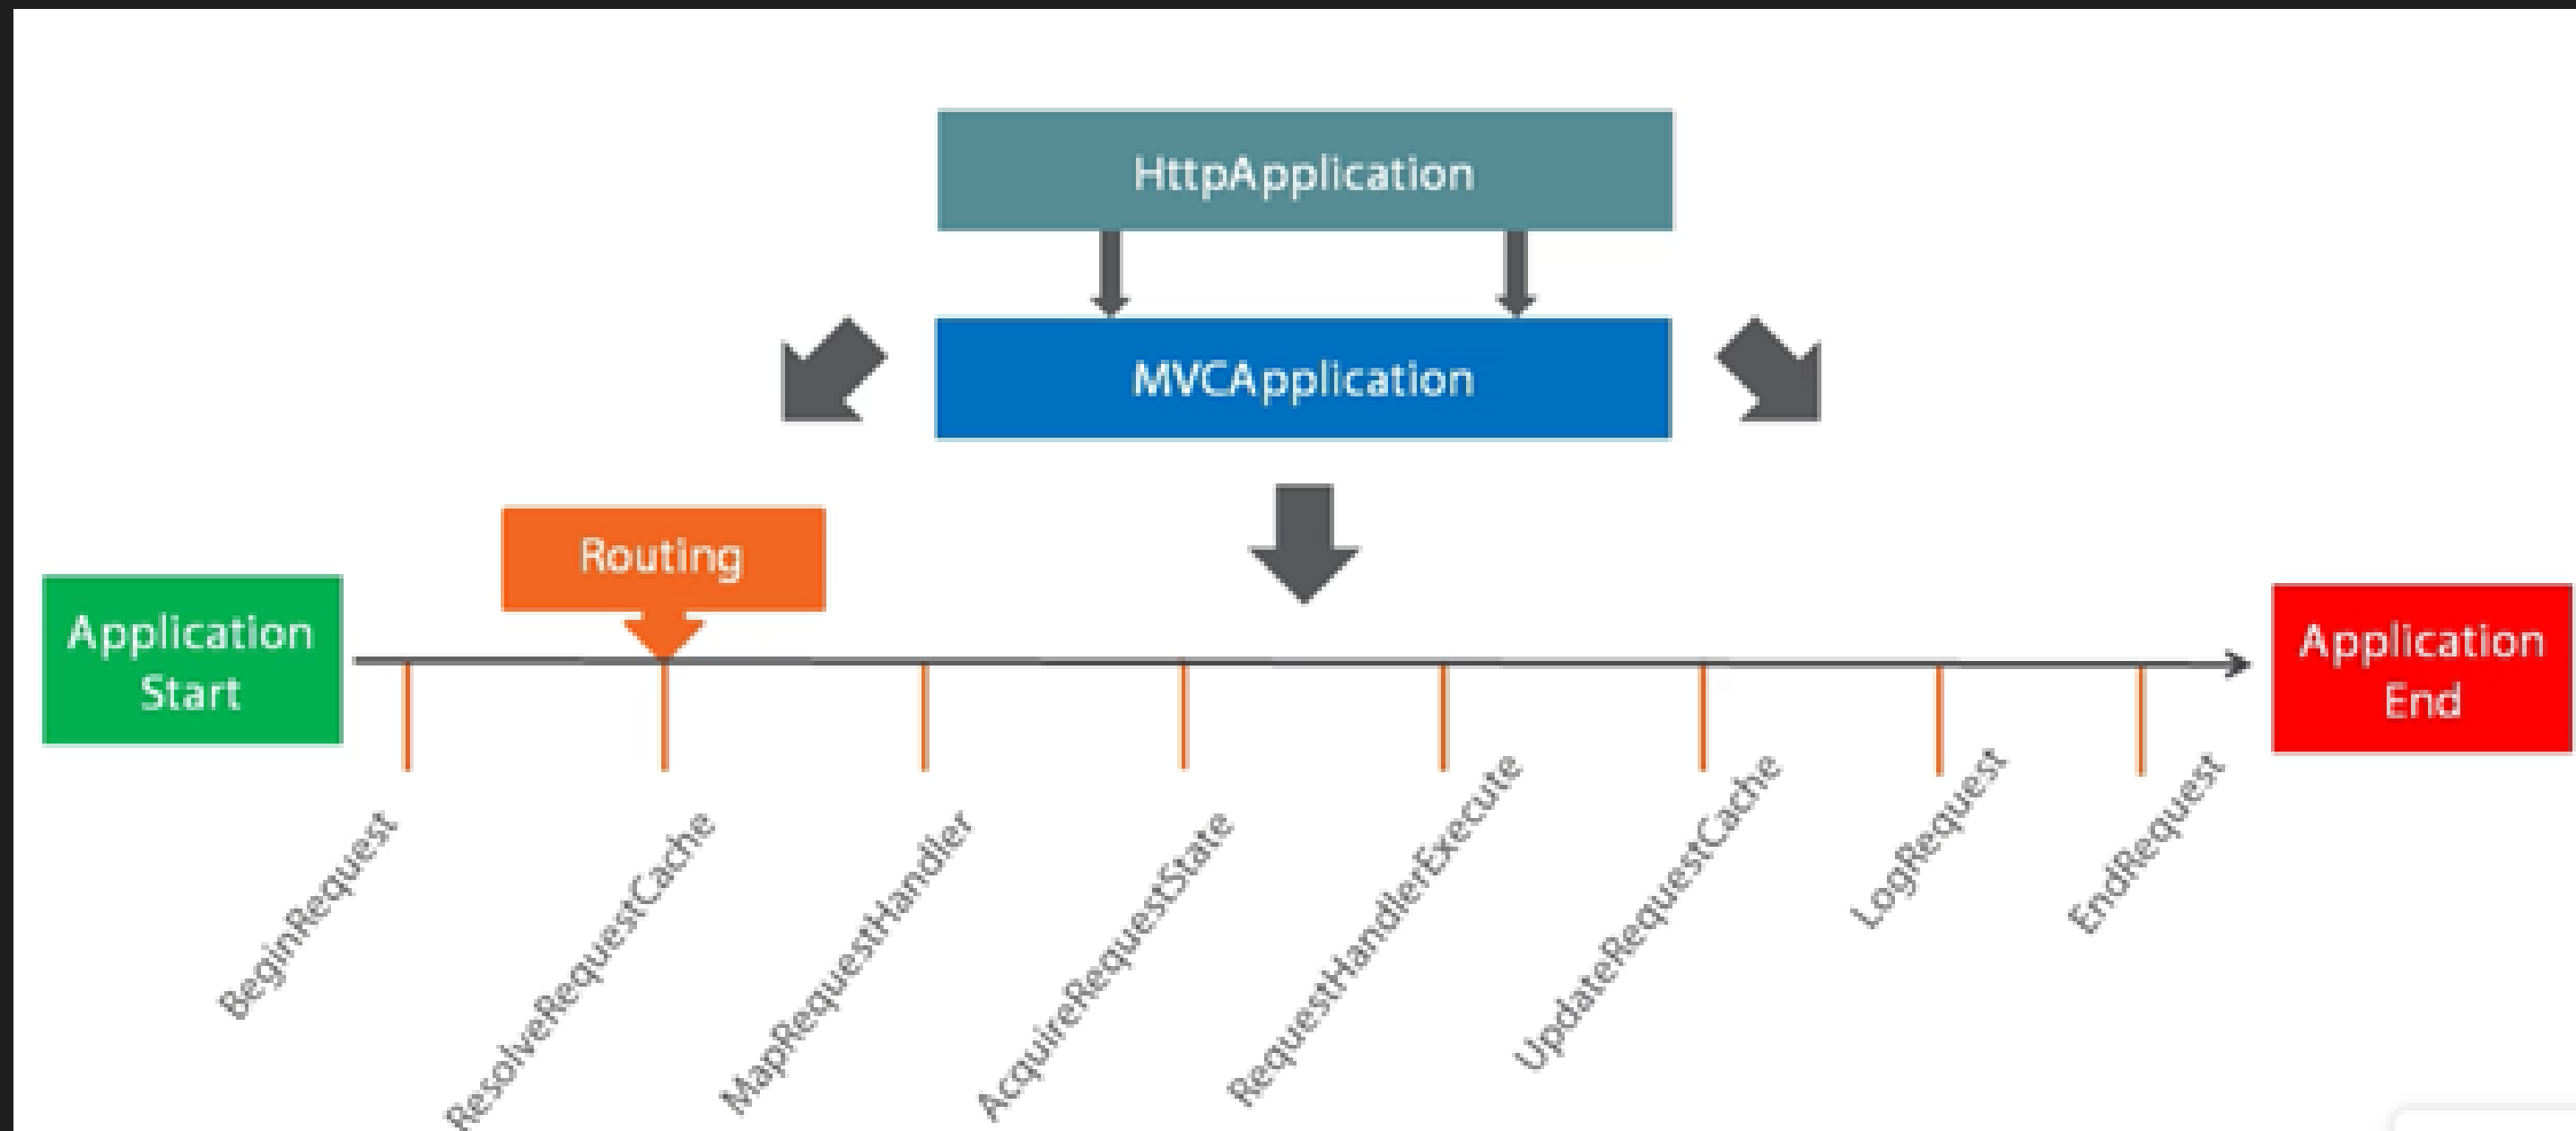 HttpApplication
MVCApplication
Routing
Application
Start
Application
End
BeginRequest
ResolveRequestCache
MapRequestHandler
AcquireRequestState
RequestHandlerExecute
UpdateRequestCache
LogRequest
EndRequest